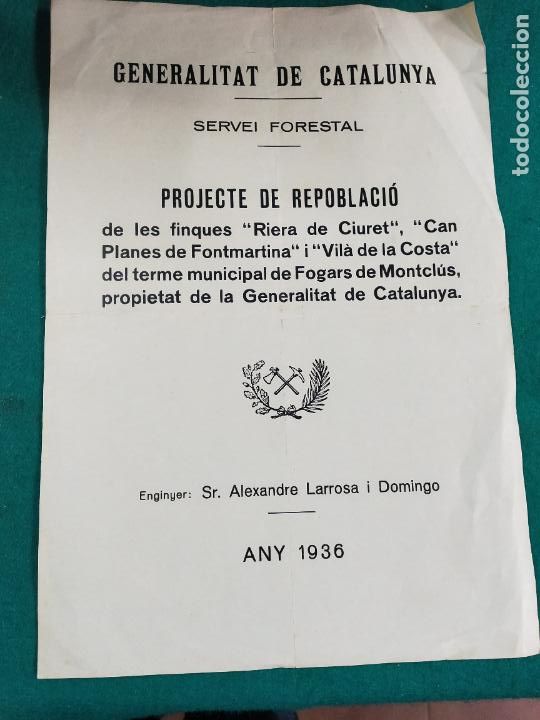 GENERALITAT DE CATALUNYA
SERVEI FORESTAL
PROJECTE DE REPOBLACIÓ
de les finques "Riera de Ciuret", "Can
Planes de Fontmartina" i "Vilà de la Costa"
del terme municipal de Fogars de Montclús,
propietat de la Generalitat de Catalunya.
Enginyer: Sr. Alexandre Larrosa i Domingo
ANY 1936
todocoleccion